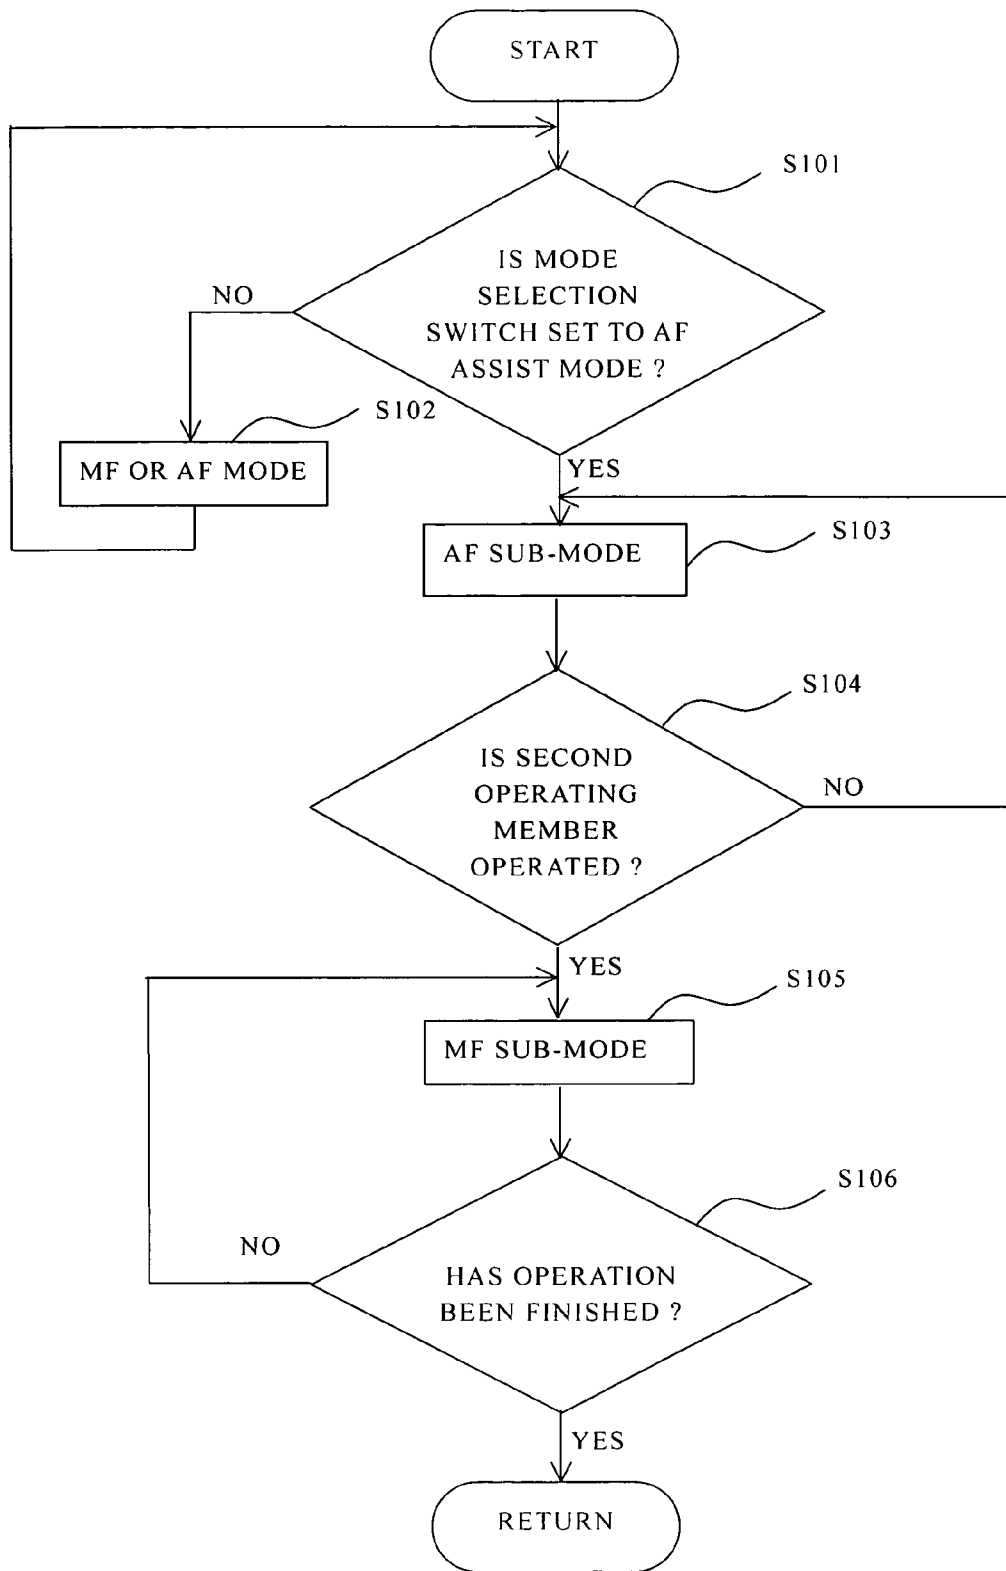 START
S101
IS MODE
SELECTION
SWITCH SET TO AF
ASSIST MODE ?
NO
S102
MF OR AF MODE
YES
S103
AF SUB-MODE
S104
IS SECOND
OPERATING
MEMBER
OPERATED ?
NO
YES
S105
MF SUB-MODE
S106
NO
HAS OPERATION
BEEN FINISHED ?
YES
RETURN